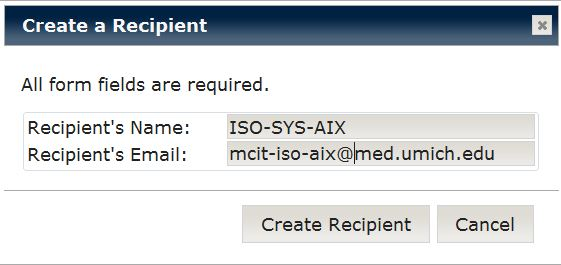 Create a Recipient
All form fields are required.
Recipient's Name: ISO-SYS-AIX
Recipient's Email: mcit-iso-aix@med.umich.edu
Create Recipient Cancel